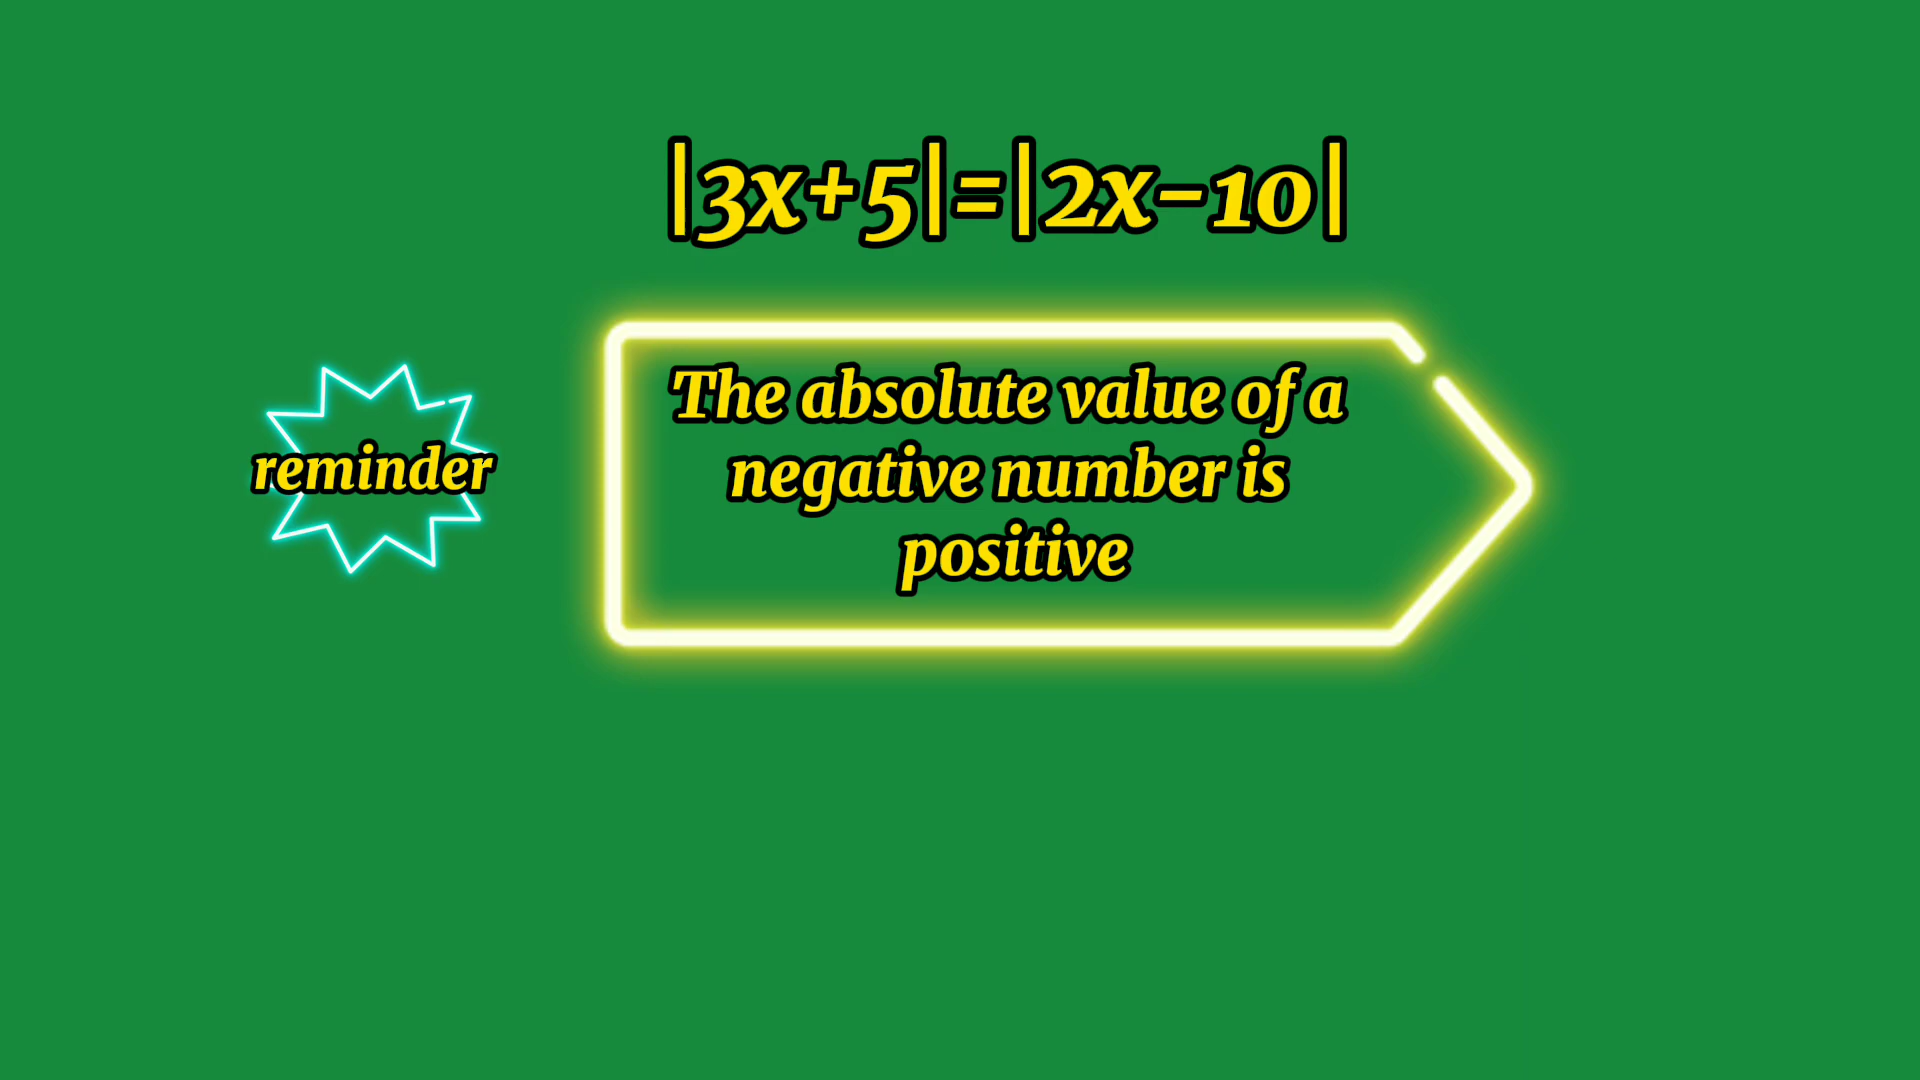 |3x+5|=|2x−10|
reminder
The absolute value of a
negative number is
positive